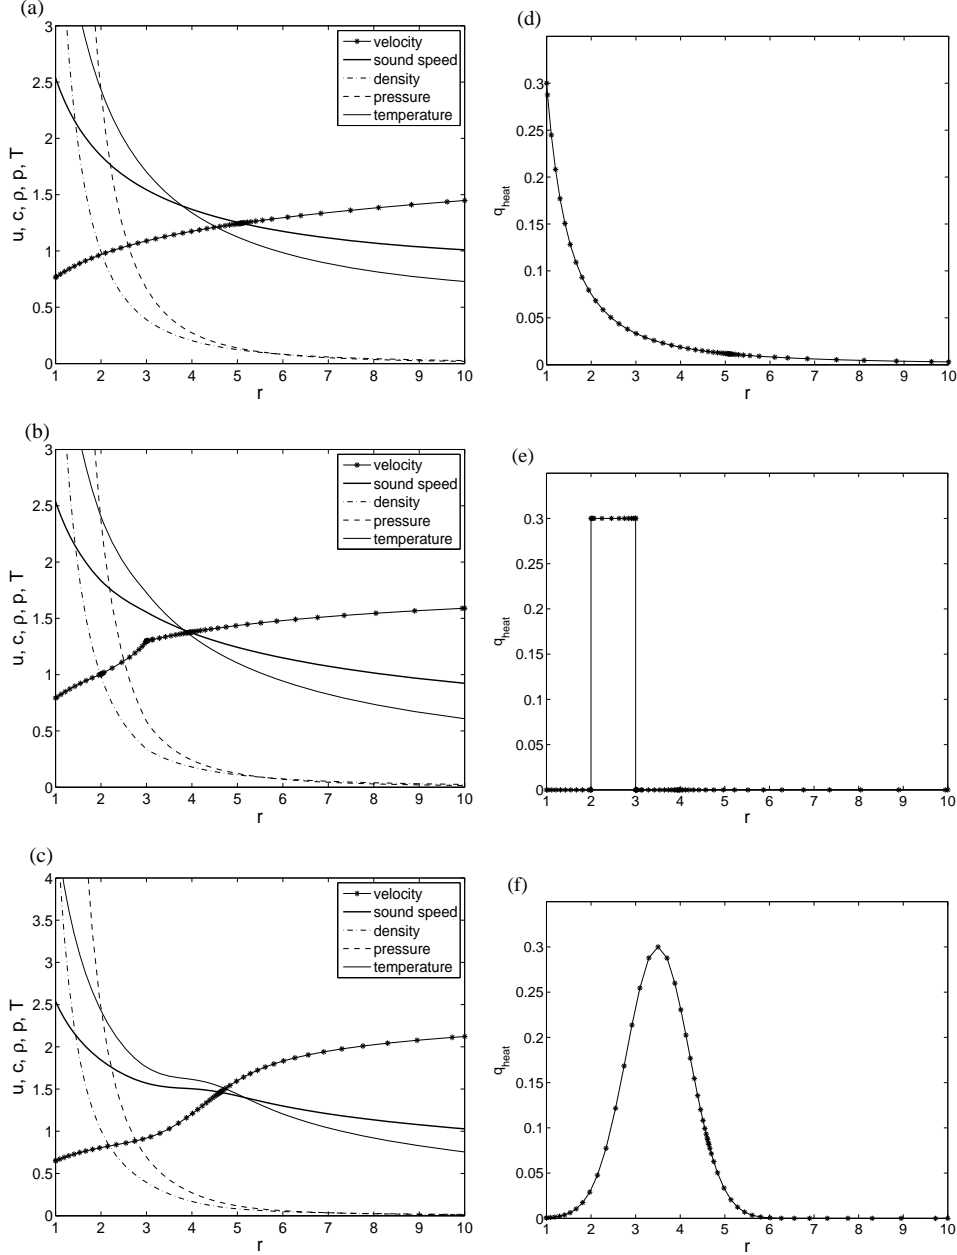 (a)
3
2.5
2
1.5
1
0.5
0
u, c, ρ, p, T
velocity
sound speed
density
pressure
temperature
1 2 3 4 5 6 7 8 9 10
r
(d)
0.3
0.25
0.2
0.15
0.1
0.05
0
q_heat
1 2 3 4 5 6 7 8 9 10
r
(b)
3
2.5
2
1.5
1
0.5
0
u, c, ρ, p, T
velocity
sound speed
density
pressure
temperature
1 2 3 4 5 6 7 8 9 10
r
(e)
0.3
0.25
0.2
0.15
0.1
0.05
0
q_heat
1 2 3 4 5 6 7 8 9 10
r
(c)
4
3.5
3
2.5
2
1.5
1
0.5
0
u, c, ρ, p, T
velocity
sound speed
density
pressure
temperature
1 2 3 4 5 6 7 8 9 10
r
(f)
0.3
0.25
0.2
0.15
0.1
0.05
0
q_heat
1 2 3 4 5 6 7 8 9 10
r